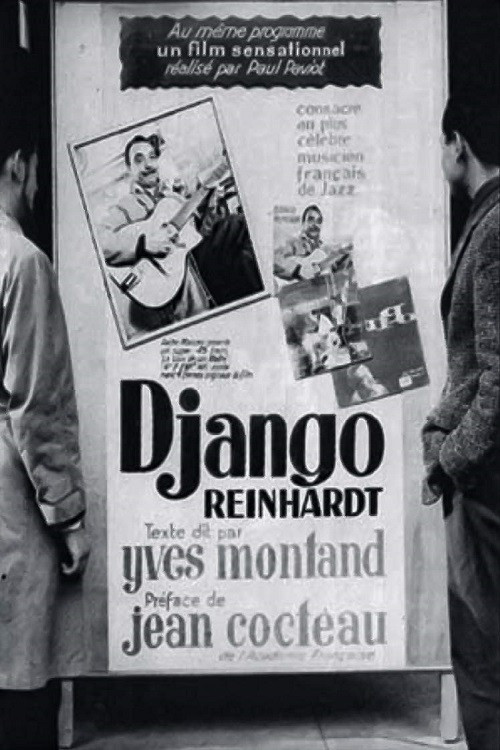 Au même programme
un film sensationnel
réalisé par Paul Paviot
consacré
au plus
célèbre
musicien
français
de Jazz
Django
REINHARDT
Texte dit par
yves montand
Préface de
jean cocteau
de l'Académie Française